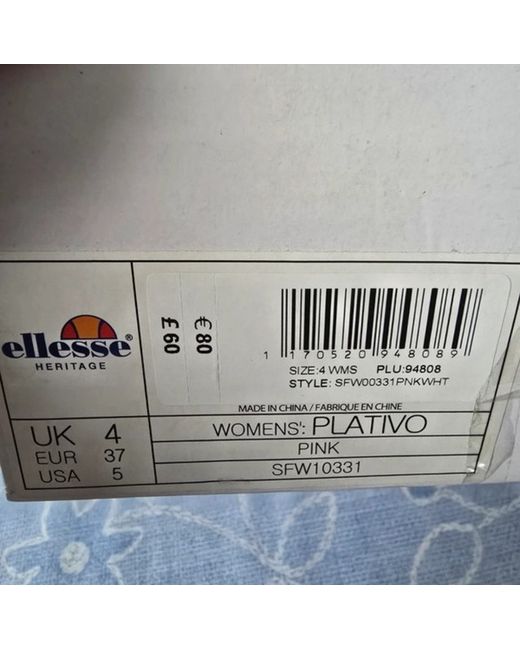 ellesse®
HERITAGE
£ 60
€ 80
1 170520 948089
SIZE:4 WMS PLU:94808
STYLE: SFW00331PNKWHT
MADE IN CHINA / FABRIQUE EN CHINE
UK 4
EUR 37
USA 5
WOMENS': PLATIVO
PINK
SFW10331